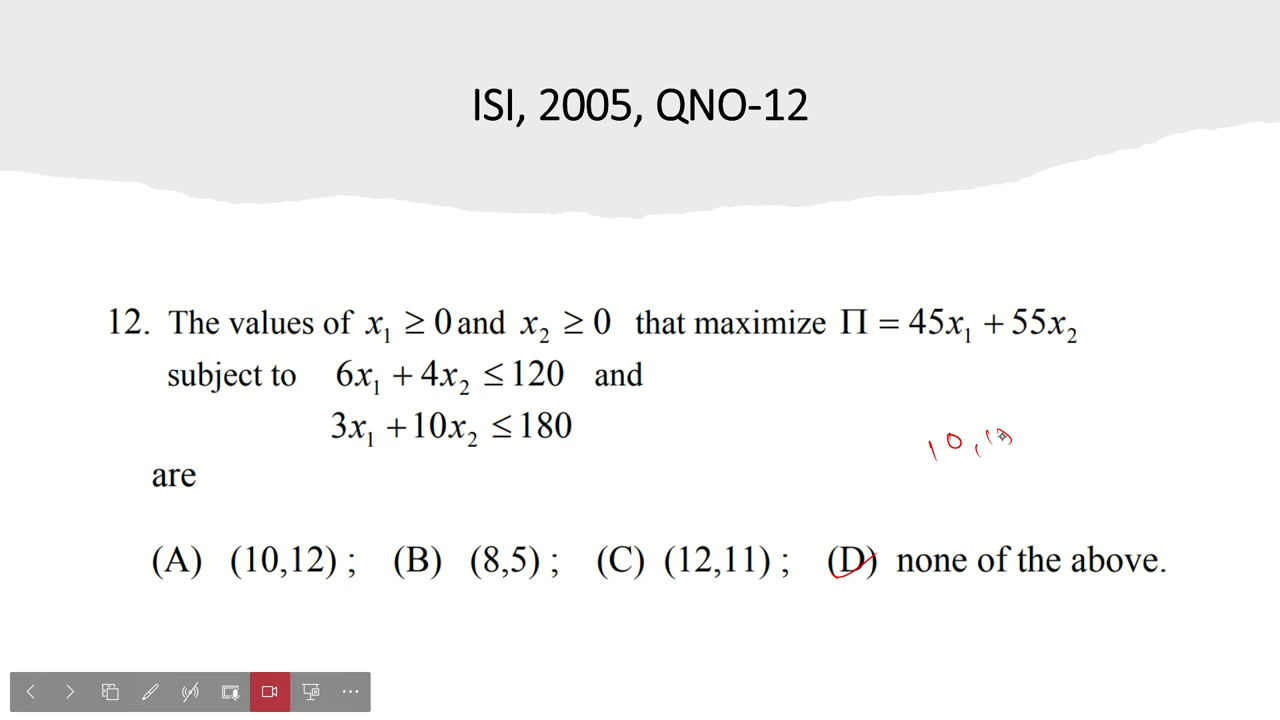 ISI, 2005, QNO-12
12. The values of x₁ ≥ 0 and x₂ ≥ 0 that maximize Π = 45x₁ + 55x₂
subject to 6x₁ + 4x₂ ≤ 120 and
3x₁ + 10x₂ ≤ 180
10,
are
(A) (10,12) ; (B) (8,5) ; (C) (12,11) ; (D) none of the above.